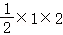 1/2 × 1 × 2